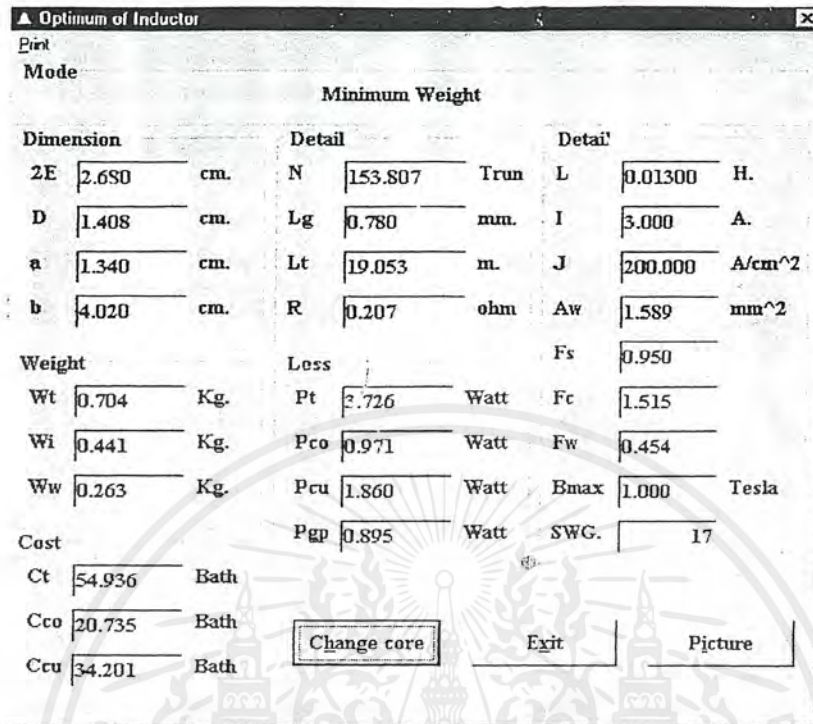 Optimum of Inductor
Print
Mode
Minimum Weight
Dimension Detail Detai'
2E 2.680 cm. N 153.807 Trun L 0.01300 H.
D 1.408 cm. Lg 0.780 mm. I 3.000 A.
a 1.340 cm. Lt 19.053 m. J 200.000 A/cm^2
b 4.020 cm. R 0.207 ohm Aw 1.589 mm^2
Fs 0.950
Weight Loss
Wt 0.704 Kg. Pt .726 Watt Fc 1.515
Wi 0.441 Kg. Pco 0.971 Watt Fw 0.454
Ww 0.263 Kg. Pcu 1.860 Watt Bmax 1.000 Tesla
Pgp 0.895 Watt SWG. 17
Cost
Ct 54.936 Bath
Cco 20.735 Bath
Ccu 34.201 Bath
Change core Exit Picture